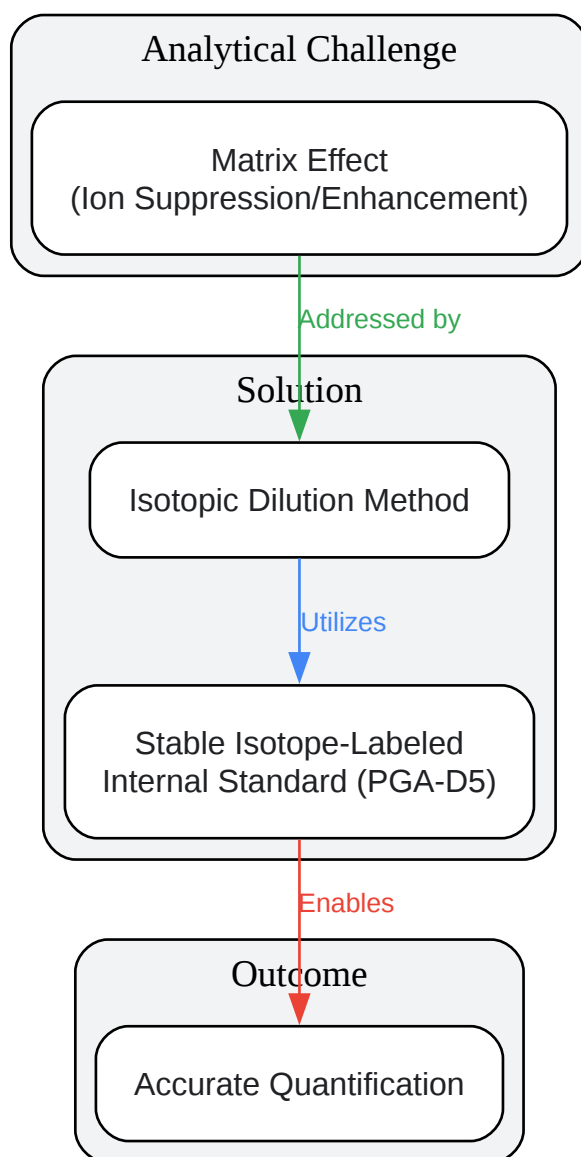 Analytical Challenge
Matrix Effect
(Ion Suppression/Enhancement)
Addressed by
Solution
Isotopic Dilution Method
Utilizes
Stable Isotope-Labeled
Internal Standard (PGA-D5)
Enables
Outcome
Accurate Quantification